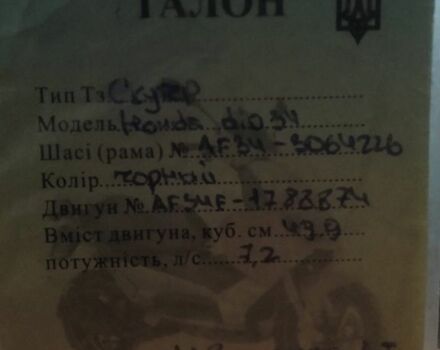 ТАЛОН
Тип Тз. Скутер
Модель Honda dio 34
Шасі (рама) № AF34-3064226
Колір чорний
Двигун № AF34E-1788874
Вміст двигуна, куб. см 49.9
потужність, л/с 7,2